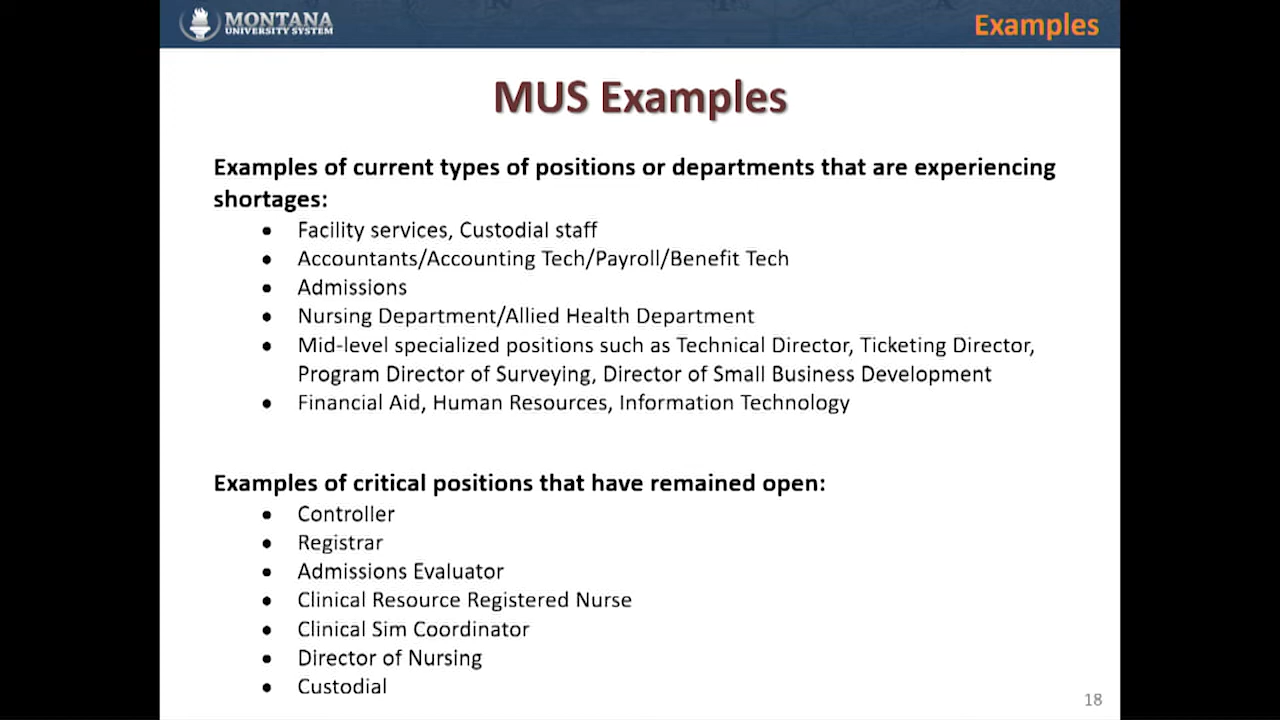 MONTANA
UNIVERSITY SYSTEM
Examples
MUS Examples
Examples of current types of positions or departments that are experiencing
shortages:
• Facility services, Custodial staff
• Accountants/Accounting Tech/Payroll/Benefit Tech
• Admissions
• Nursing Department/Allied Health Department
• Mid-level specialized positions such as Technical Director, Ticketing Director,
Program Director of Surveying, Director of Small Business Development
• Financial Aid, Human Resources, Information Technology
Examples of critical positions that have remained open:
• Controller
• Registrar
• Admissions Evaluator
• Clinical Resource Registered Nurse
• Clinical Sim Coordinator
• Director of Nursing
• Custodial
18